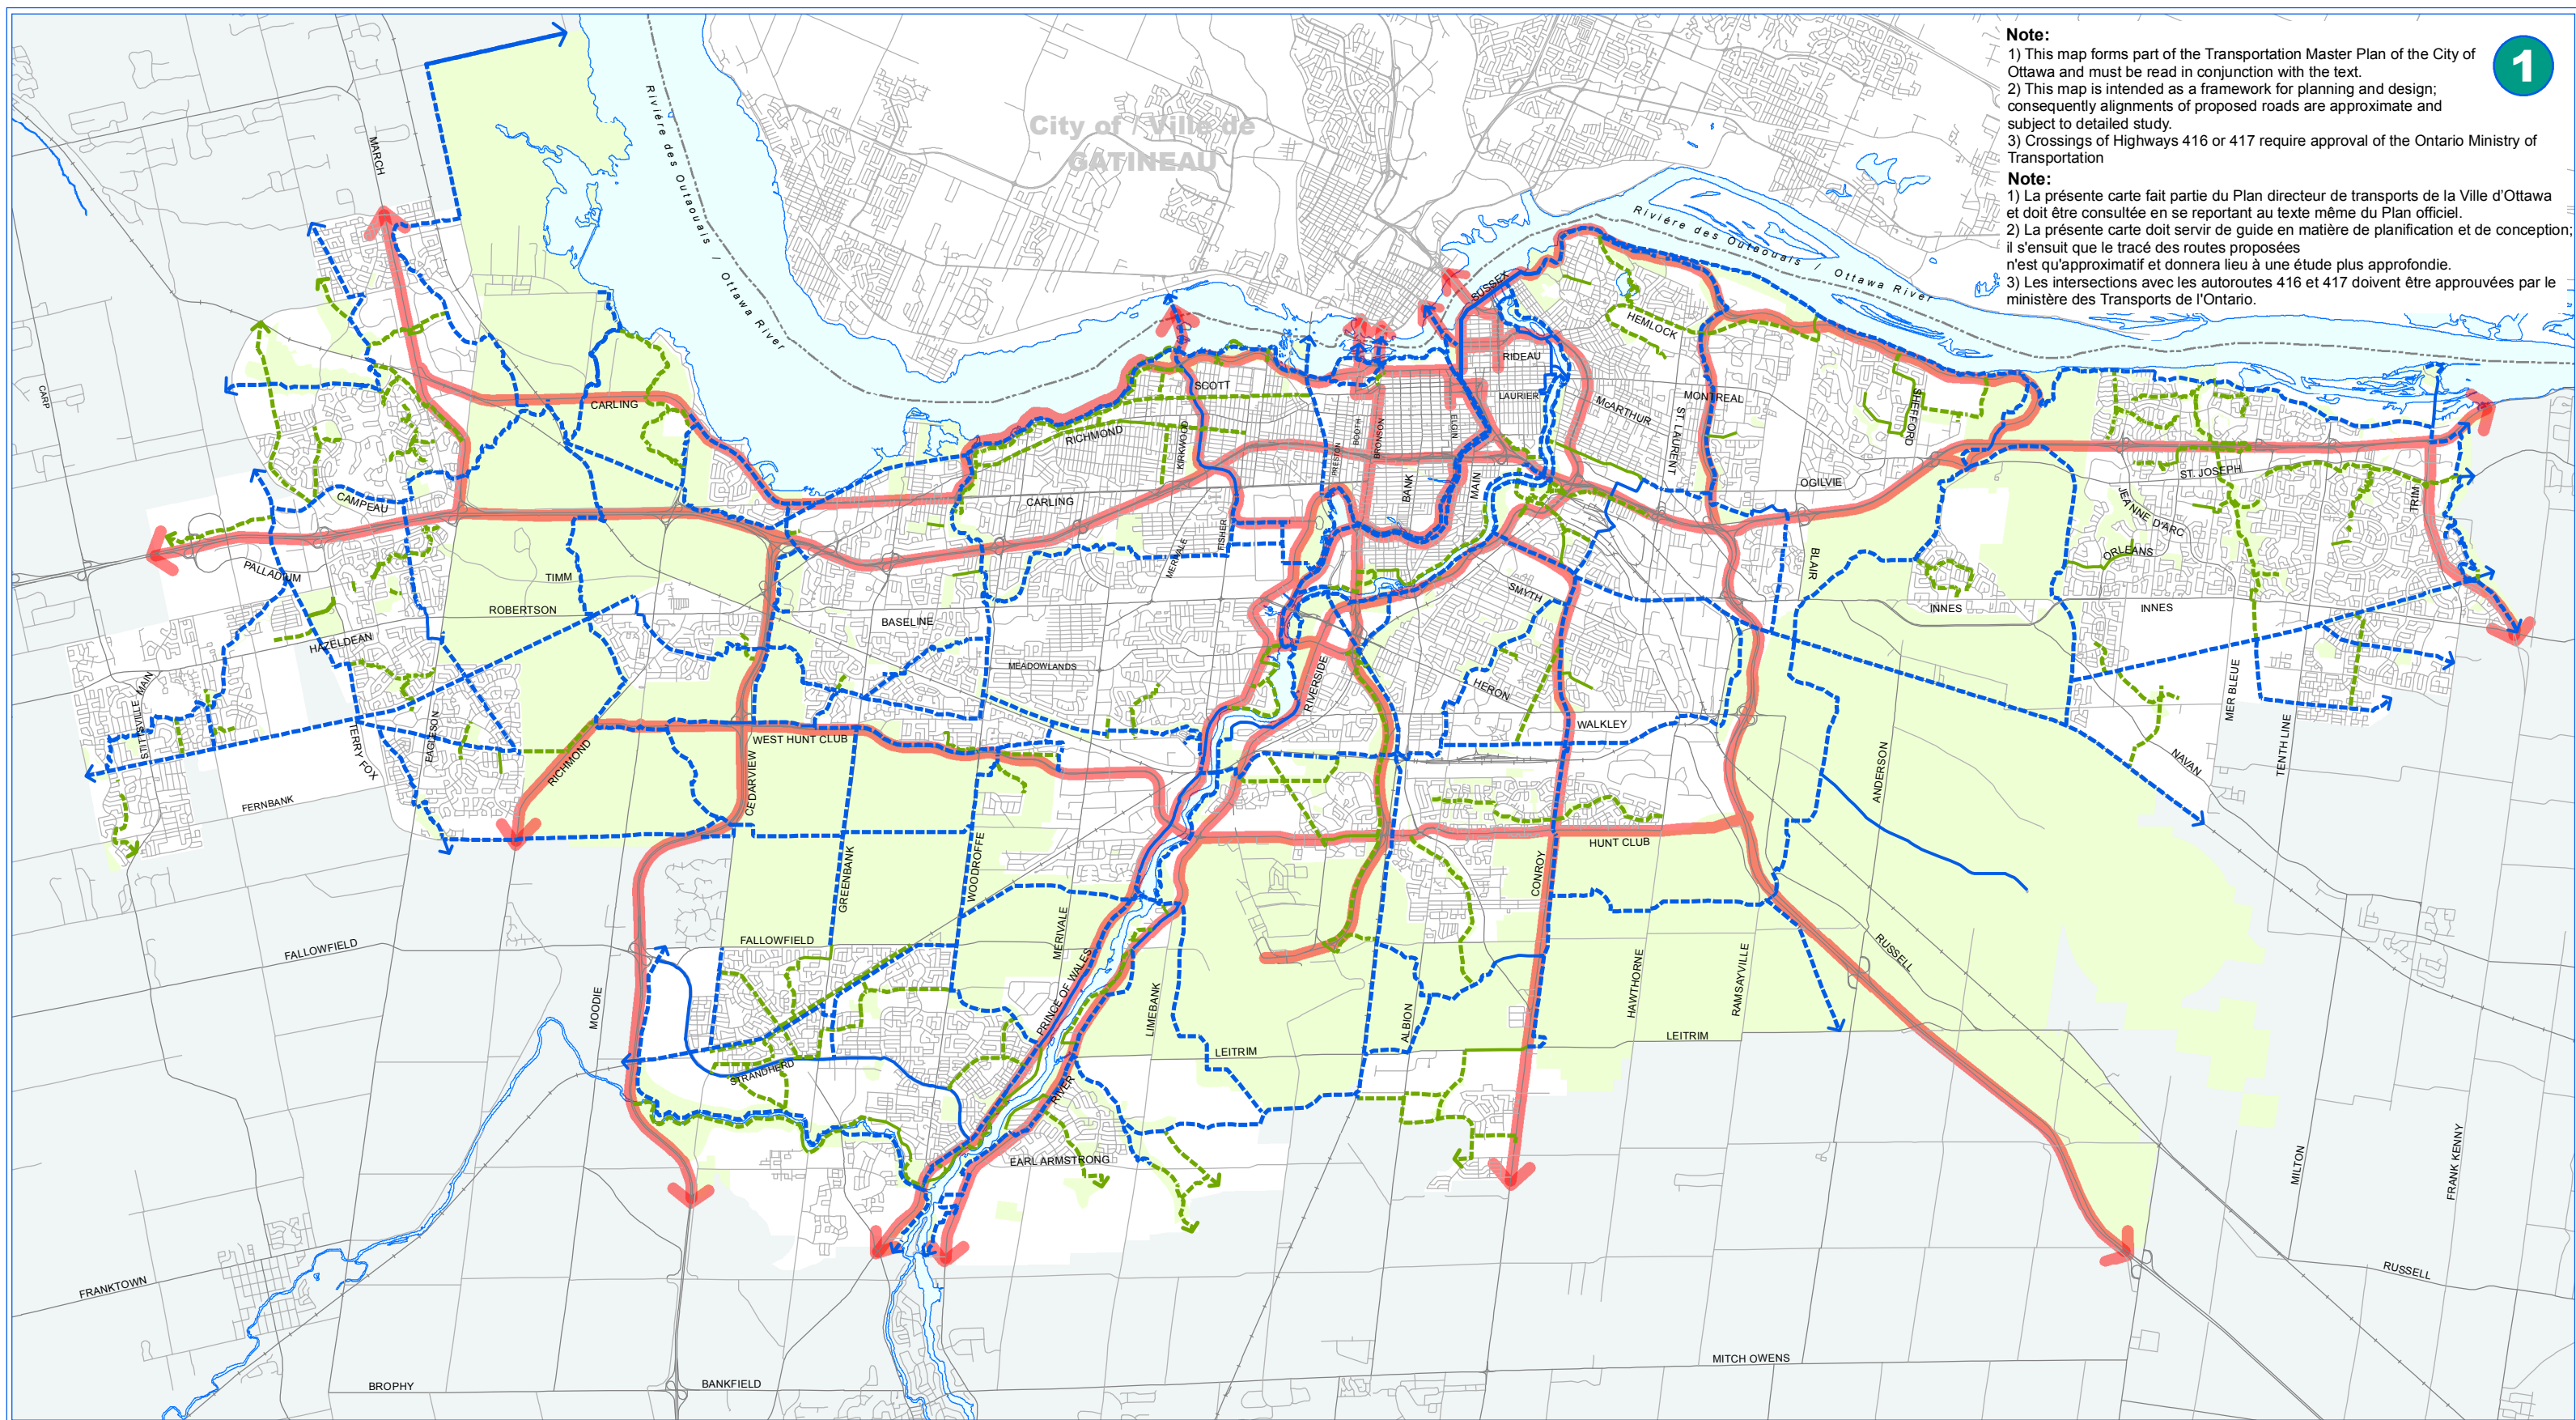 Note:
1) This map forms part of the Transportation Master Plan of the City of
Ottawa and must be read in conjunction with the text.
2) This map is intended as a framework for planning and design;
consequently alignments of proposed roads are approximate and
subject to detailed study.
3) Crossings of Highways 416 or 417 require approval of the Ontario Ministry of
Transportation
1
Note:
1) La présente carte fait partie du Plan directeur de transports de la Ville d'Ottawa
et doit être consultée en se reportant au texte même du Plan officiel.
2) La présente carte doit servir de guide en matière de planification et de conception;
il s'ensuit que le tracé des routes proposées
n'est qu'approximatif et donnera lieu à une étude plus approfondie.
3) Les intersections avec les autoroutes 416 et 417 doivent être approuvées par le
ministère des Transports de l'Ontario.
City of / Ville de
GATINEAU
Rivière des Outaouais / Ottawa River
Rivière des Outaouais / Ottawa River
MARCH
CARP
SUSSEX
HEMLOCK
RIDEAU
SCOTT
LAURIER
McARTHUR
MONTREAL
ST LAURENT
SHEFFORD
CARLING
RICHMOND
KIRKWOOD
PRESTON
BOOTH
BRONSON
ELGIN
MAIN
BANK
OGILVIE
ST. JOSEPH
JEANNE D'ARC
TRIM
CAMPEAU
CARLING
FISHER
MERIVALE
BLAIR
ORLEANS
PALLADIUM
TIMM
ROBERTSON
BASELINE
SMYTH
INNES
INNES
HAZELDEAN
MEADOWLANDS
HERON
RIVERSIDE
WALKLEY
STITTSVILLE MAIN
TERRY FOX
EAGLESON
RICHMOND
WEST HUNT CLUB
CEDARVIEW
MER BLEUE
TENTH LINE
NAVAN
ANDERSON
FERNBANK
GREENBANK
WOODROFFE
HUNT CLUB
CONROY
FALLOWFIELD
FALLOWFIELD
MERIVALE
PRINCE OF WALES
LIMEBANK
ALBION
HAWTHORNE
RAMSAYVILLE
RUSSELL
MOODIE
LEITRIM
LEITRIM
STRANDHERD
RIVER
EARL ARMSTRONG
MILTON
FRANK KENNY
FRANKTOWN
RUSSELL
MITCH OWENS
BROPHY
BANKFIELD